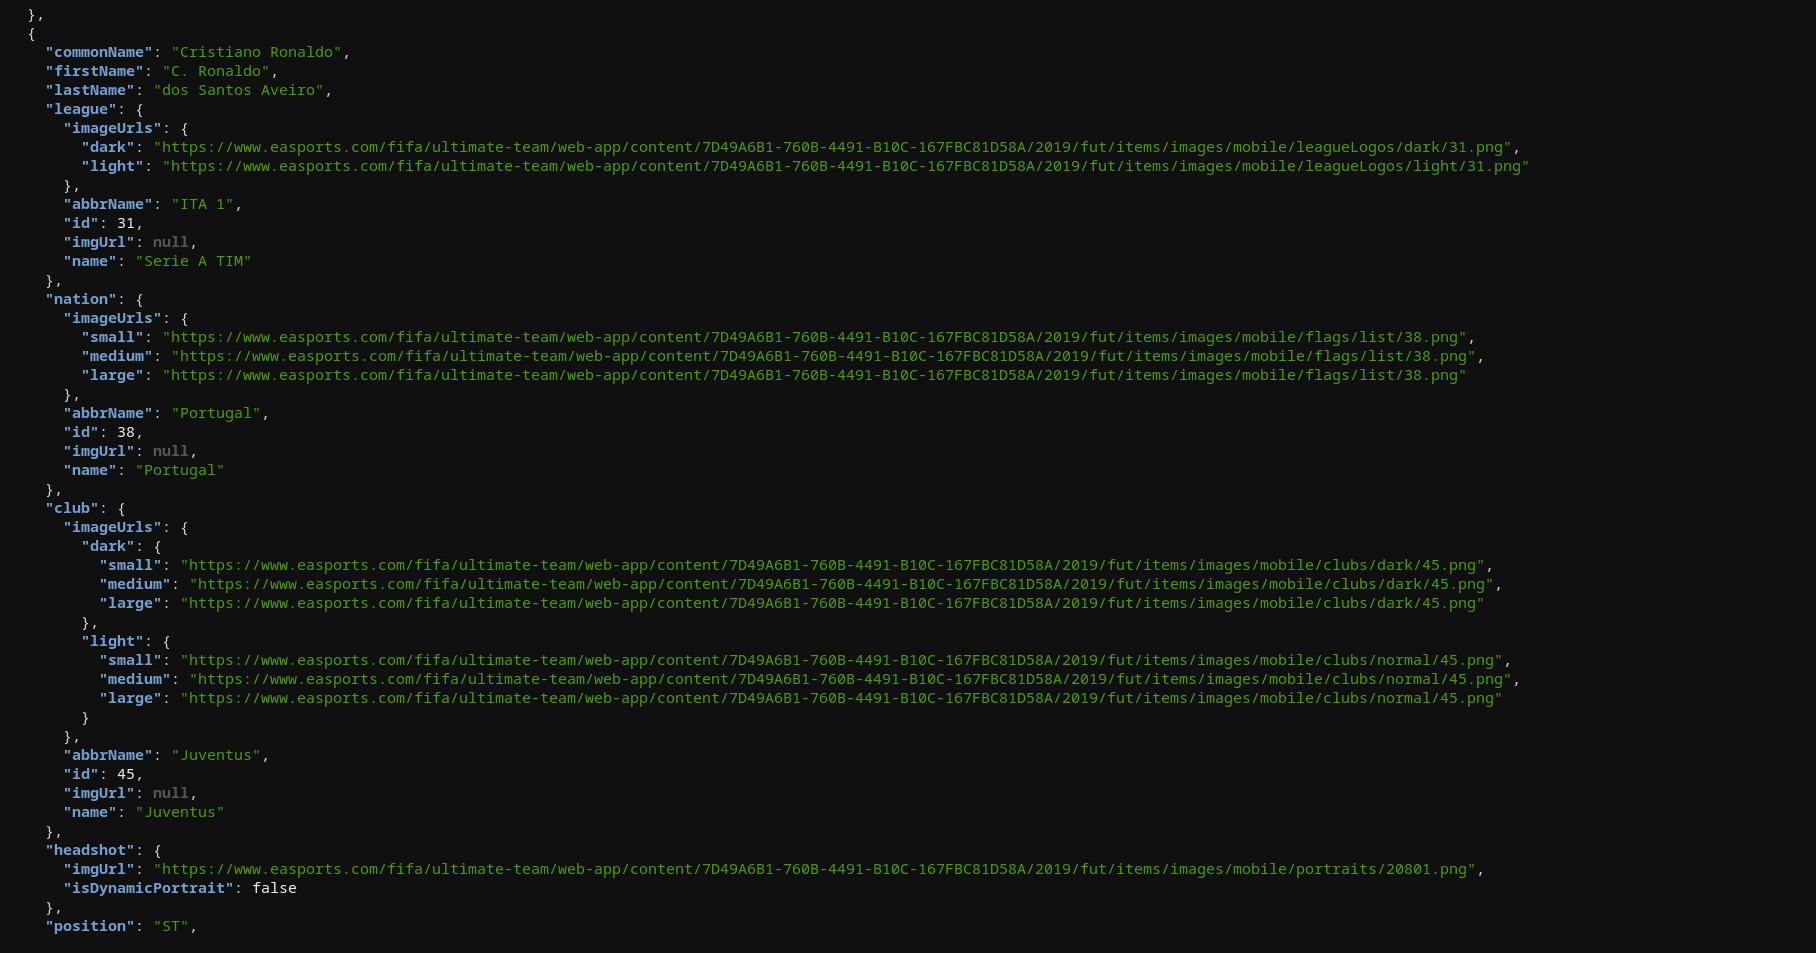 },
{
"commonName": "Cristiano Ronaldo",
"firstName": "C. Ronaldo",
"lastName": "dos Santos Aveiro",
"league": {
"imageUrls": {
"dark": "https://www.easports.com/fifa/ultimate-team/web-app/content/7D49A6B1-760B-4491-B10C-167FBC81D58A/2019/fut/items/images/mobile/leagueLogos/dark/31.png",
"light": "https://www.easports.com/fifa/ultimate-team/web-app/content/7D49A6B1-760B-4491-B10C-167FBC81D58A/2019/fut/items/images/mobile/leagueLogos/light/31.png"
},
"abbrName": "ITA 1",
"id": 31,
"imgUrl": null,
"name": "Serie A TIM"
},
"nation": {
"imageUrls": {
"small": "https://www.easports.com/fifa/ultimate-team/web-app/content/7D49A6B1-760B-4491-B10C-167FBC81D58A/2019/fut/items/images/mobile/flags/list/38.png",
"medium": "https://www.easports.com/fifa/ultimate-team/web-app/content/7D49A6B1-760B-4491-B10C-167FBC81D58A/2019/fut/items/images/mobile/flags/list/38.png",
"large": "https://www.easports.com/fifa/ultimate-team/web-app/content/7D49A6B1-760B-4491-B10C-167FBC81D58A/2019/fut/items/images/mobile/flags/list/38.png"
},
"abbrName": "Portugal",
"id": 38,
"imgUrl": null,
"name": "Portugal"
},
"club": {
"imageUrls": {
"dark": {
"small": "https://www.easports.com/fifa/ultimate-team/web-app/content/7D49A6B1-760B-4491-B10C-167FBC81D58A/2019/fut/items/images/mobile/clubs/dark/45.png",
"medium": "https://www.easports.com/fifa/ultimate-team/web-app/content/7D49A6B1-760B-4491-B10C-167FBC81D58A/2019/fut/items/images/mobile/clubs/dark/45.png",
"large": "https://www.easports.com/fifa/ultimate-team/web-app/content/7D49A6B1-760B-4491-B10C-167FBC81D58A/2019/fut/items/images/mobile/clubs/dark/45.png"
},
"light": {
"small": "https://www.easports.com/fifa/ultimate-team/web-app/content/7D49A6B1-760B-4491-B10C-167FBC81D58A/2019/fut/items/images/mobile/clubs/normal/45.png",
"medium": "https://www.easports.com/fifa/ultimate-team/web-app/content/7D49A6B1-760B-4491-B10C-167FBC81D58A/2019/fut/items/images/mobile/clubs/normal/45.png",
"large": "https://www.easports.com/fifa/ultimate-team/web-app/content/7D49A6B1-760B-4491-B10C-167FBC81D58A/2019/fut/items/images/mobile/clubs/normal/45.png"
}
},
"abbrName": "Juventus",
"id": 45,
"imgUrl": null,
"name": "Juventus"
},
"headshot": {
"imgUrl": "https://www.easports.com/fifa/ultimate-team/web-app/content/7D49A6B1-760B-4491-B10C-167FBC81D58A/2019/fut/items/images/mobile/portraits/20801.png",
"isDynamicPortrait": false
},
"position": "ST",